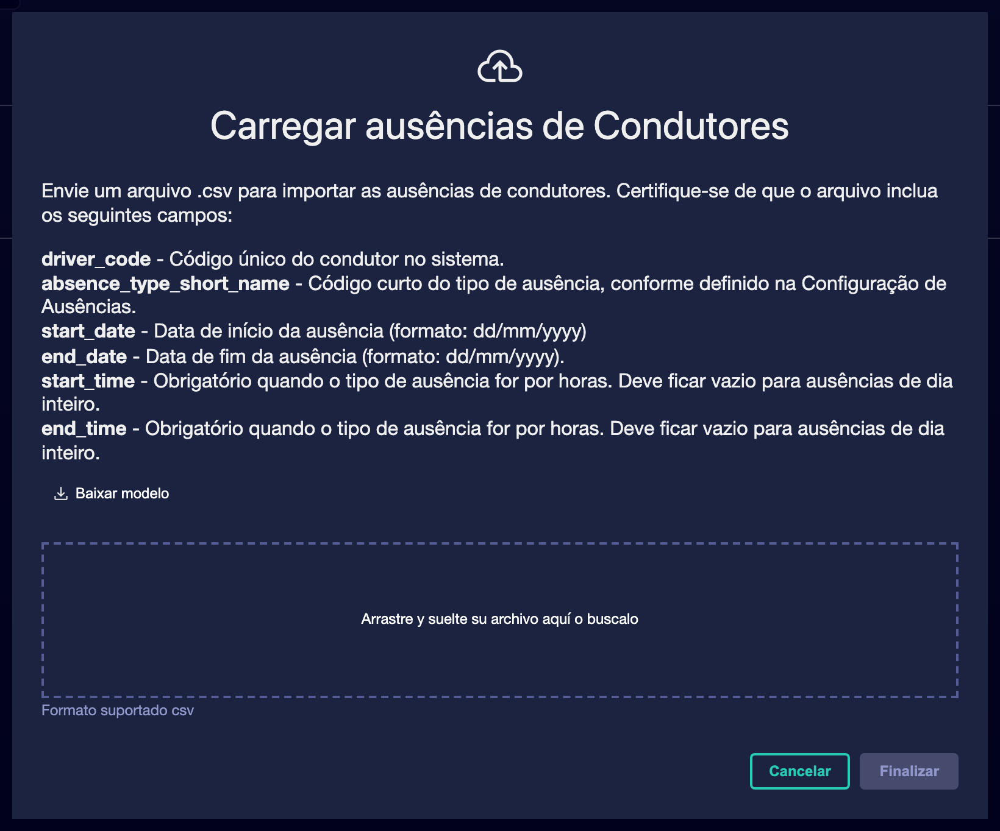 Carregar ausências de Condutores
Envie um arquivo .csv para importar as ausências de condutores. Certifique-se de que o arquivo inclua
os seguintes campos:
driver_code - Código único do condutor no sistema.
absence_type_short_name - Código curto do tipo de ausência, conforme definido na Configuração de
Ausências.
start_date - Data de início da ausência (formato: dd/mm/yyyy)
end_date - Data de fim da ausência (formato: dd/mm/yyyy).
start_time - Obrigatório quando o tipo de ausência for por horas. Deve ficar vazio para ausências de dia
inteiro.
end_time - Obrigatório quando o tipo de ausência for por horas. Deve ficar vazio para ausências de dia
inteiro.
Baixar modelo
Arrastre y suelte su archivo aquí o buscalo
Formato suportado csv
Cancelar
Finalizar